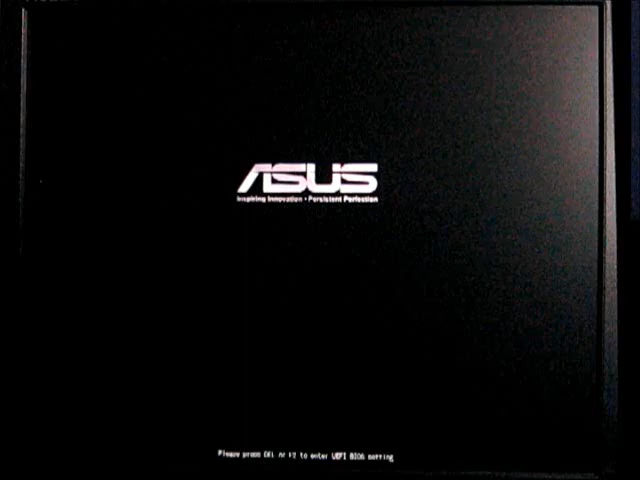 ASUS
Inspiring Innovation • Persistent Perfection
Please press DEL or F2 to enter UEFI BIOS setting